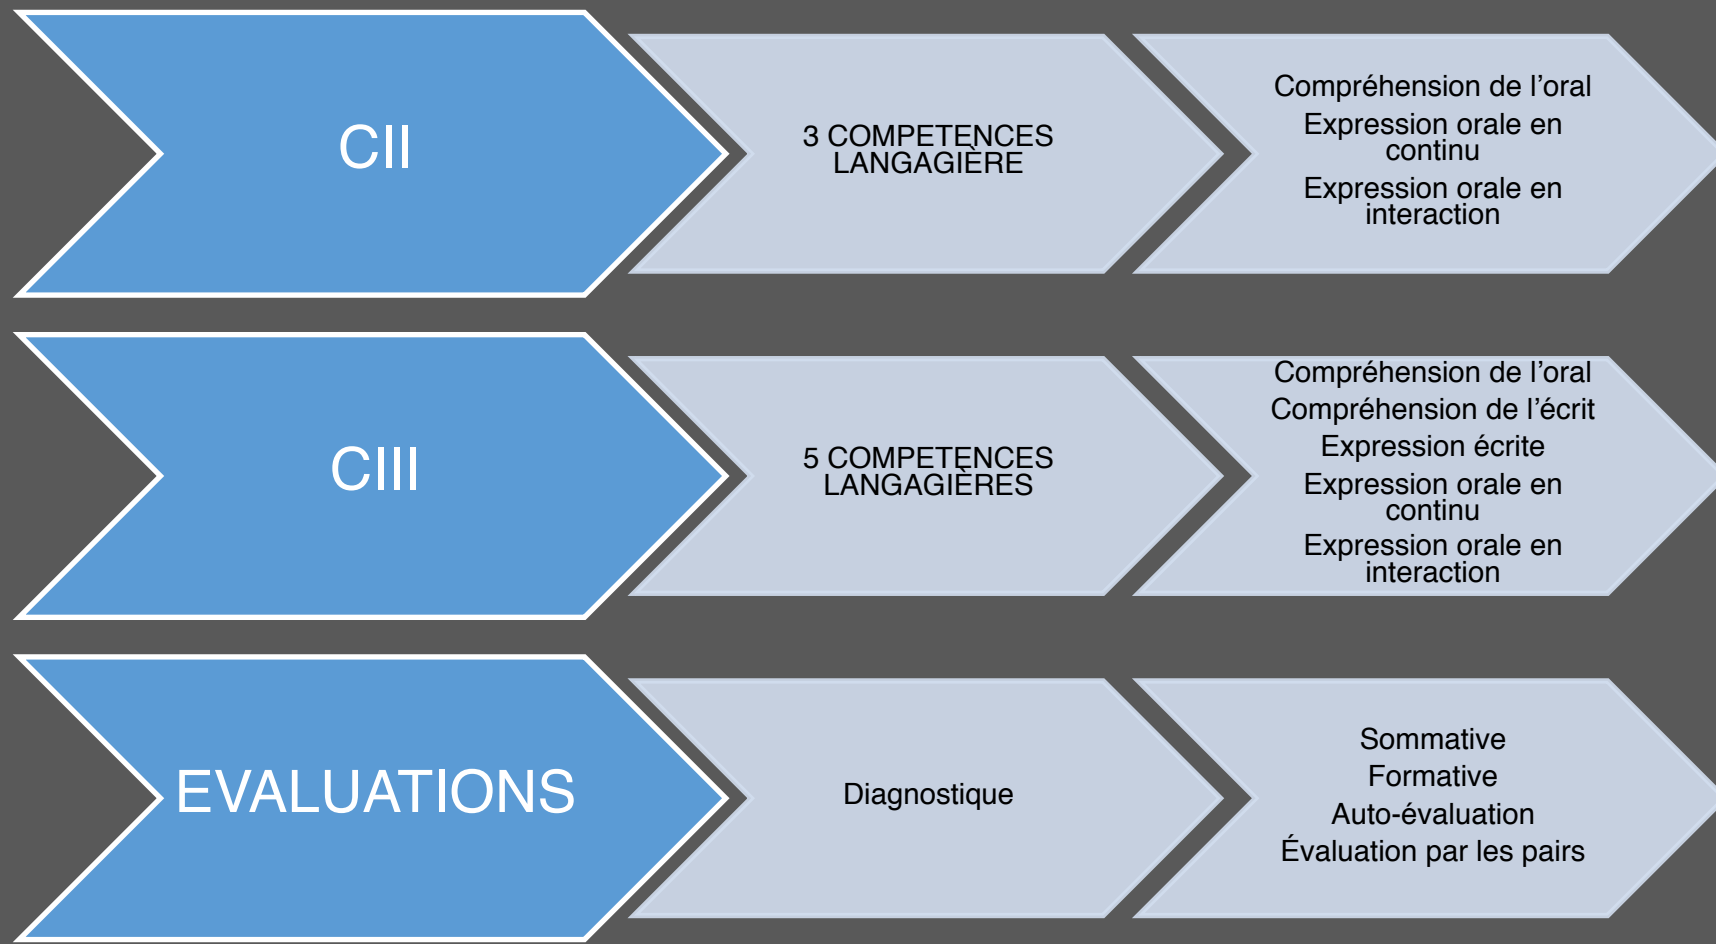 CII
3 COMPETENCES
LANGAGIÈRE
Compréhension de l’oral
Expression orale en
continu
Expression orale en
interaction
CIII
5 COMPETENCES
LANGAGIÈRES
Compréhension de l’oral
Compréhension de l’écrit
Expression écrite
Expression orale en
continu
Expression orale en
interaction
EVALUATIONS
Diagnostique
Sommative
Formative
Auto-évaluation
Évaluation par les pairs